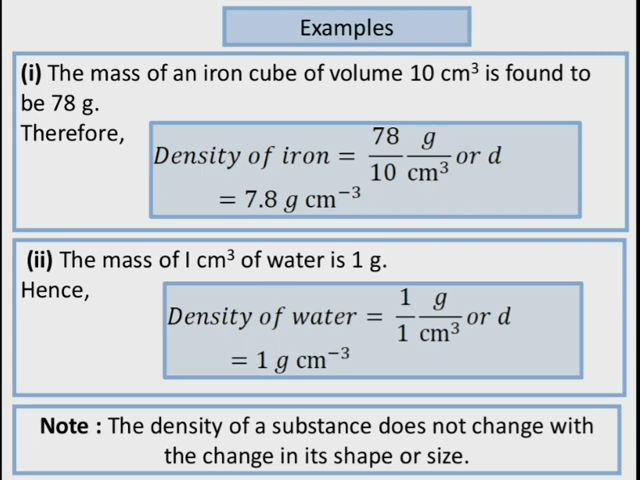 Examples
(i) The mass of an iron cube of volume 10 cm³ is found to
be 78 g.
Therefore,
Density of iron = 78/10 g/cm³ or d
= 7.8 g cm⁻³
(ii) The mass of I cm³ of water is 1 g.
Hence,
Density of water = 1/1 g/cm³ or d
= 1 g cm⁻³
Note : The density of a substance does not change with
the change in its shape or size.